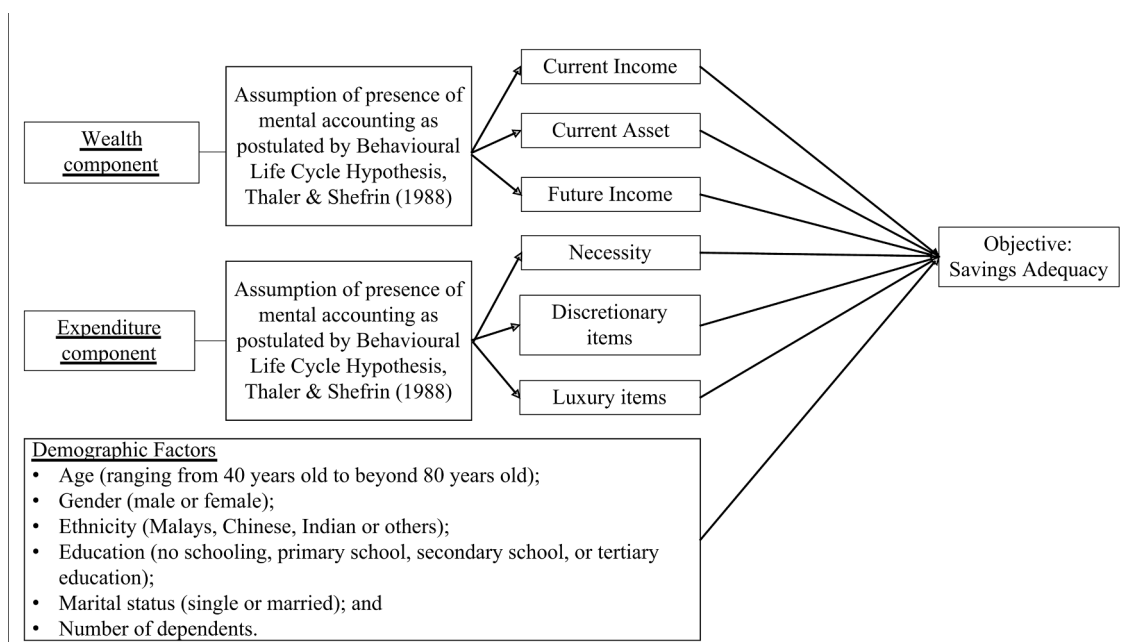 Wealth
component
Assumption of presence of
mental accounting as
postulated by Behavioural
Life Cycle Hypothesis,
Thaler & Shefrin (1988)
Current Income
Current Asset
Future Income
Expenditure
component
Assumption of presence of
mental accounting as
postulated by Behavioural
Life Cycle Hypothesis,
Thaler & Shefrin (1988)
Necessity
Discretionary
items
Luxury items
Objective:
Savings Adequacy
Demographic Factors
• Age (ranging from 40 years old to beyond 80 years old);
• Gender (male or female);
• Ethnicity (Malays, Chinese, Indian or others);
• Education (no schooling, primary school, secondary school, or tertiary
education);
• Marital status (single or married); and
• Number of dependents.